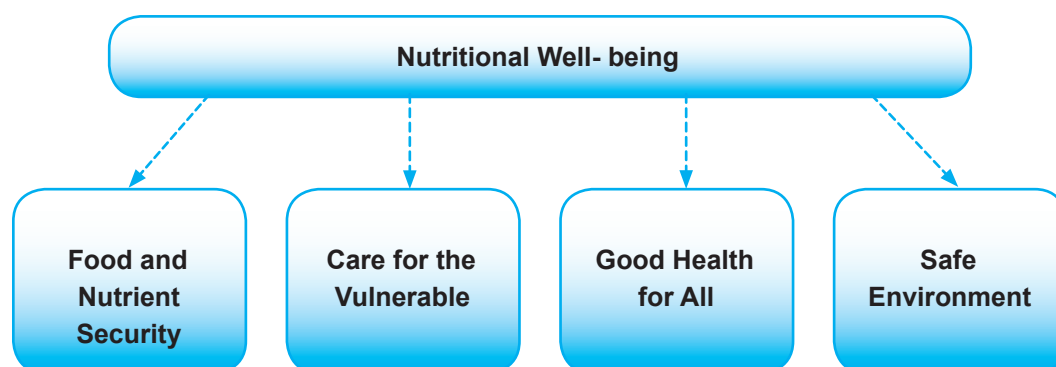 Nutritional Well- being
Food and
Nutrient
Security
Care for the
Vulnerable
Good Health
for All
Safe
Environment